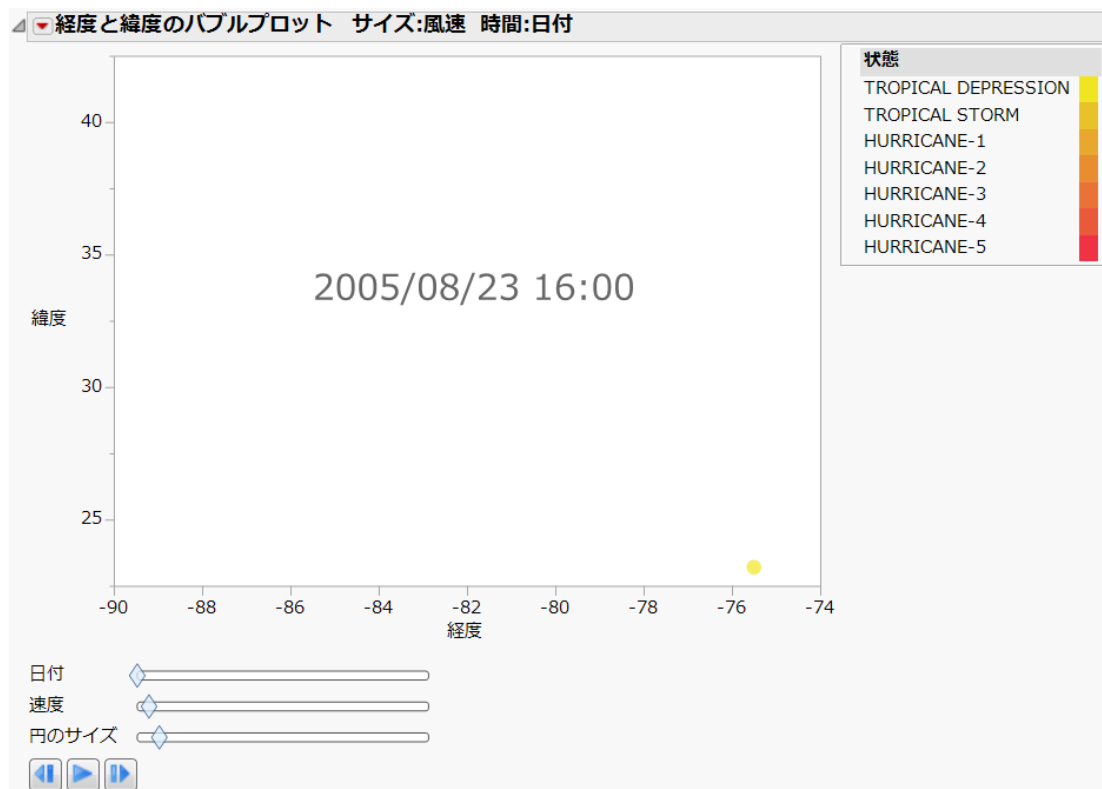 経度と緯度のバブルプロット サイズ:風速 時間:日付
状態
TROPICAL DEPRESSION
TROPICAL STORM
HURRICANE-1
HURRICANE-2
HURRICANE-3
HURRICANE-4
HURRICANE-5
40
35
30
25
緯度
2005/08/23 16:00
-90 -88 -86 -84 -82 -80 -78 -76 -74
経度
日付
速度
円のサイズ